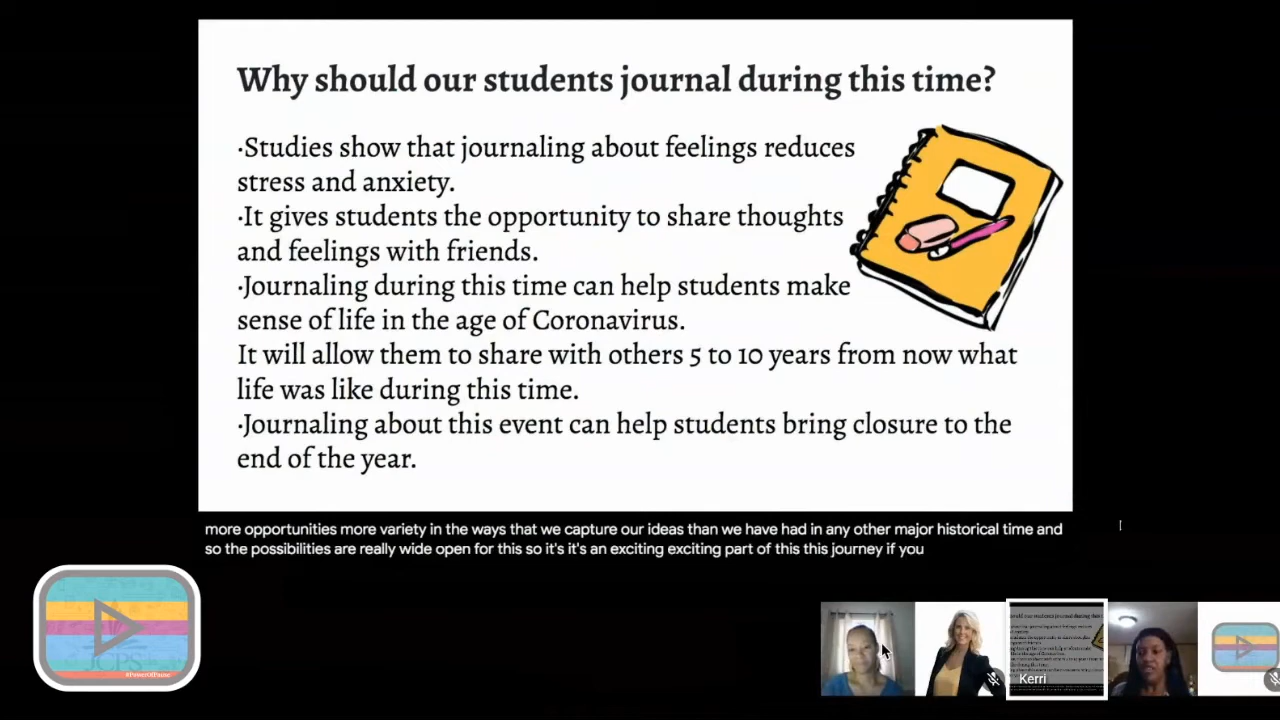 Why should our students journal during this time?
·Studies show that journaling about feelings reduces
stress and anxiety.
·It gives students the opportunity to share thoughts
and feelings with friends.
·Journaling during this time can help students make
sense of life in the age of Coronavirus.
It will allow them to share with others 5 to 10 years from now what
life was like during this time.
·Journaling about this event can help students bring closure to the
end of the year.
more opportunities more variety in the ways that we capture our ideas than we have had in any other major historical time and
so the possibilities are really wide open for this so it's it's an exciting exciting part of this this journey if you
JCPS
#PowerOfPause
Kerri